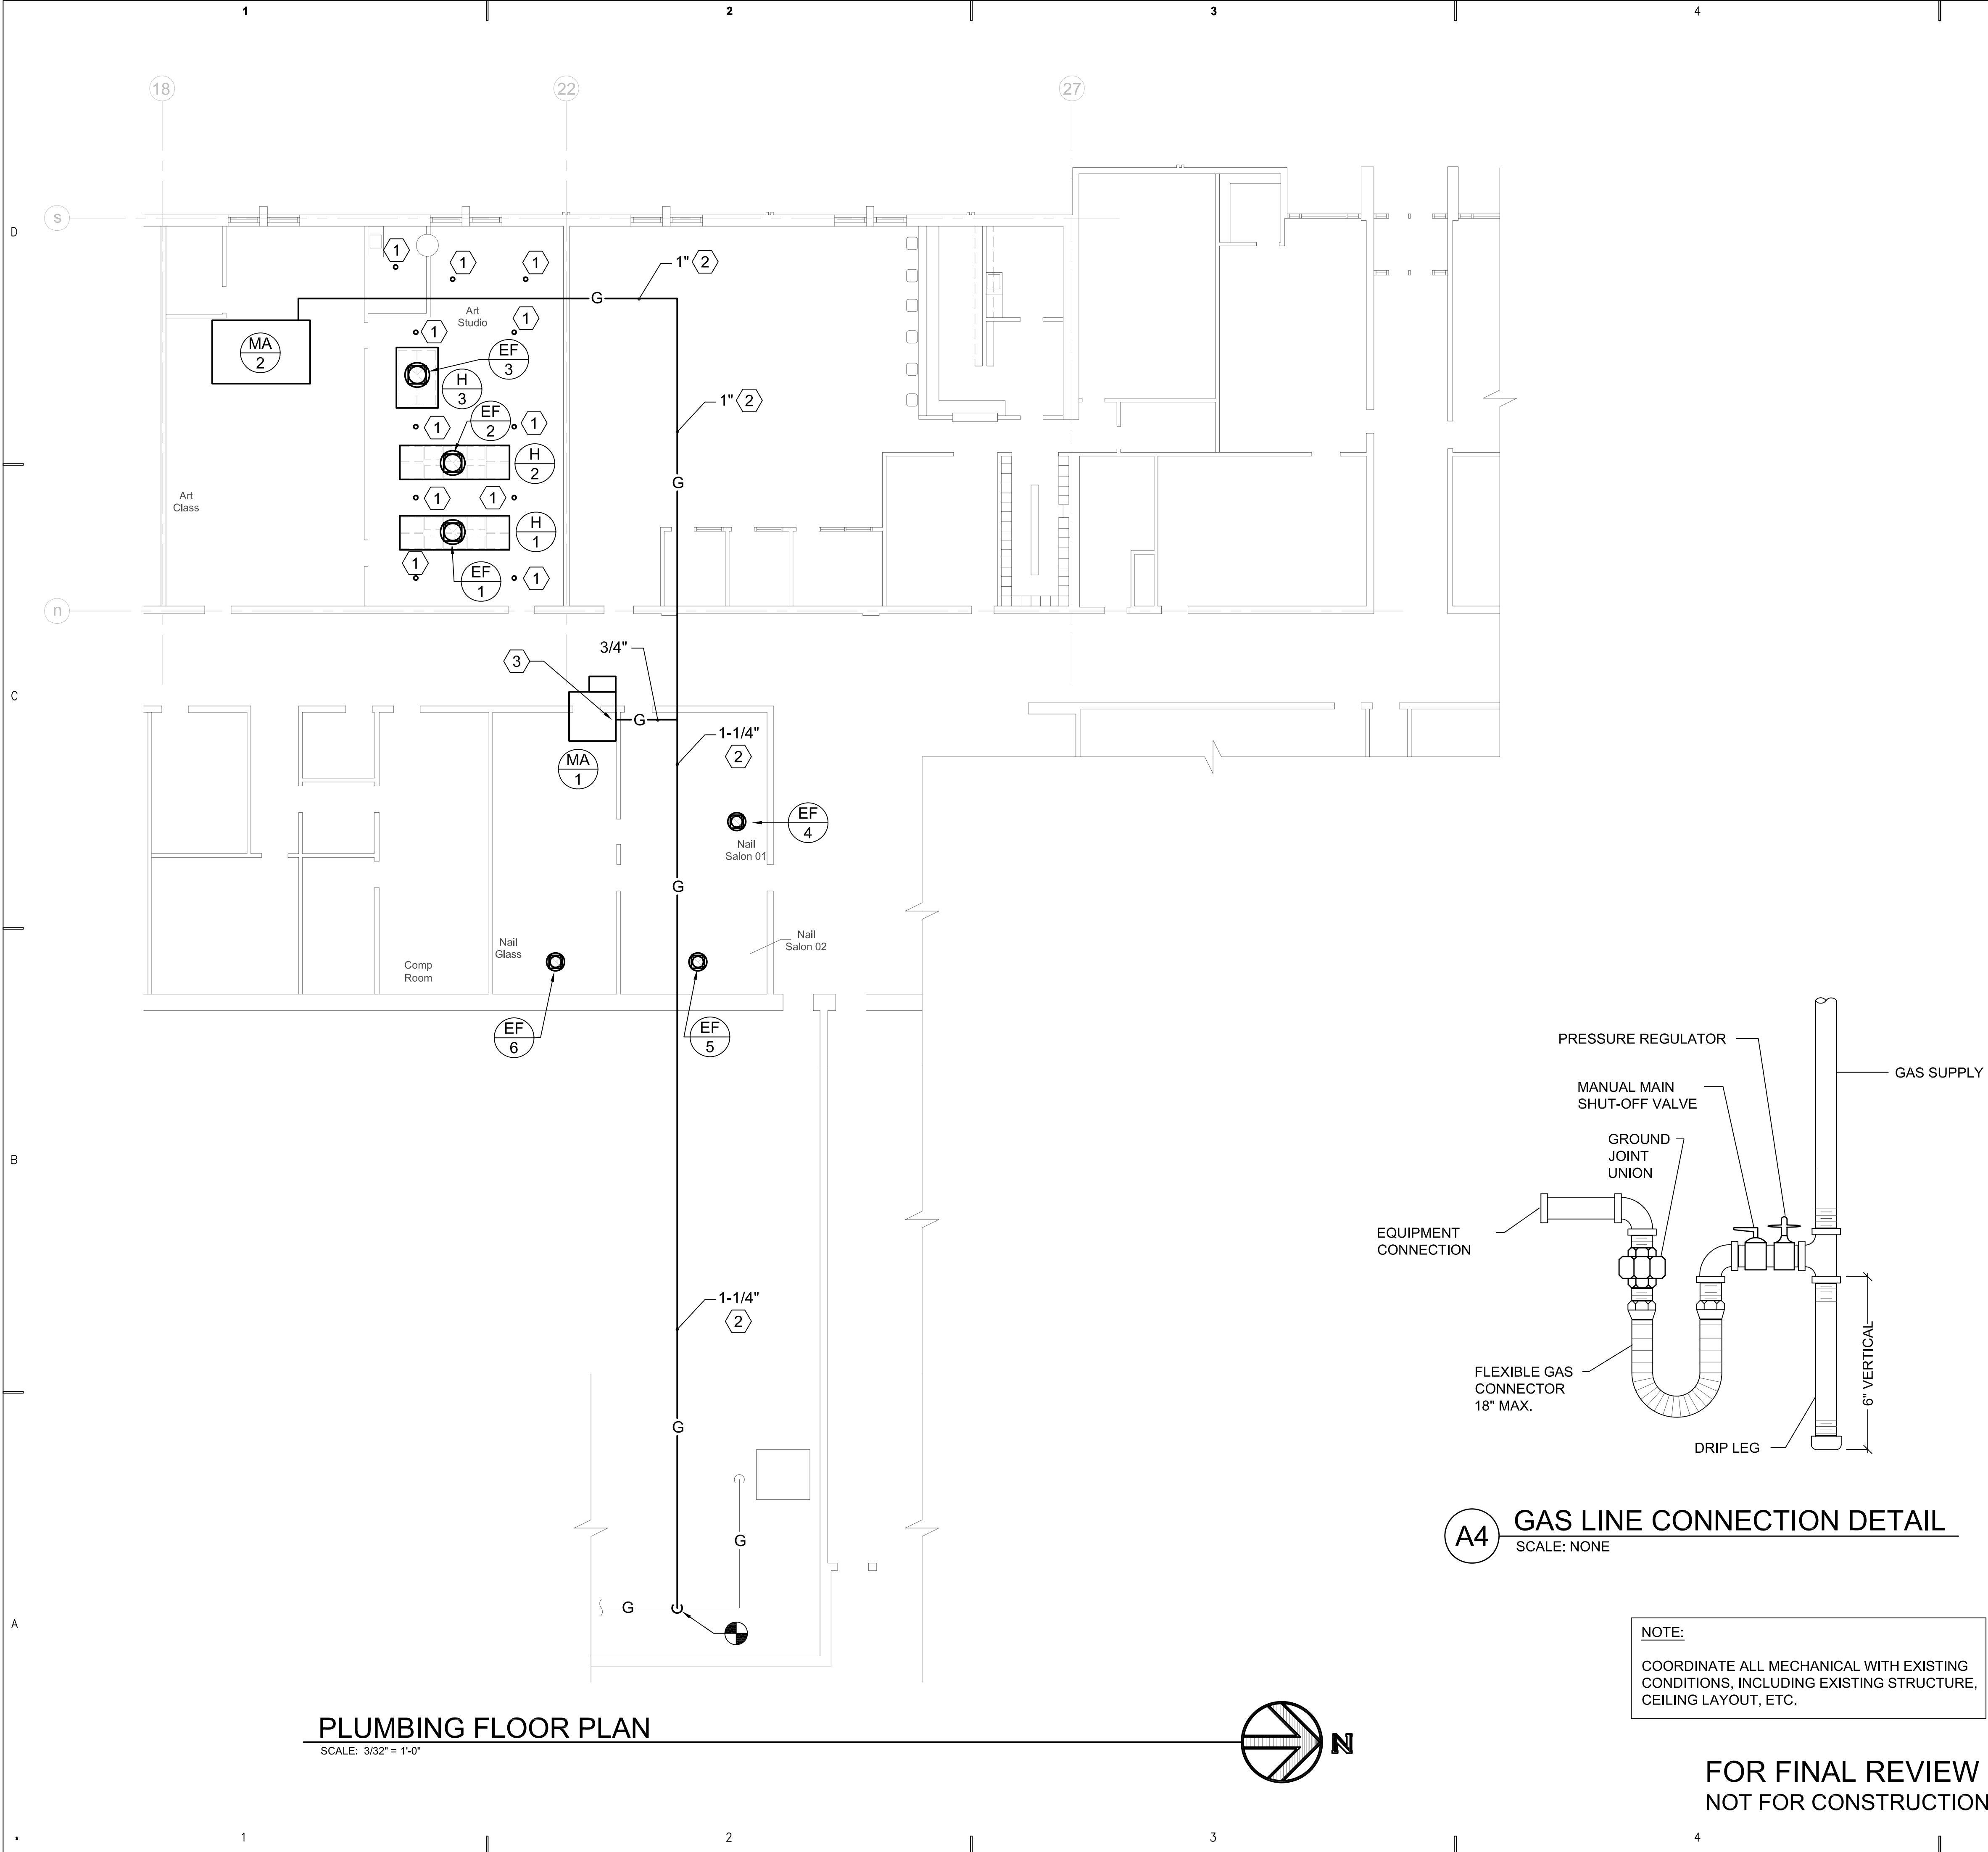 1
2
3
4
18
22
27
S
D
1
1
1
1" 2
G
Art
Studio
1
1
MA
2
EF
3
H
3
1" 2
EF
2
1
1
H
2
G
Art
Class
1
1
H
1
1
EF
1
1
n
3/4"
3
C
G
1-1/4"
2
MA
1
EF
4
Nail
Salon 01
G
Nail
Salon 02
Nail
Glass
Comp
Room
EF
6
EF
5
PRESSURE REGULATOR
GAS SUPPLY
MANUAL MAIN
SHUT-OFF VALVE
GROUND
JOINT
UNION
B
EQUIPMENT
CONNECTION
1-1/4"
2
6" VERTICAL
FLEXIBLE GAS
CONNECTOR
18" MAX.
G
DRIP LEG
G
A4
GAS LINE CONNECTION DETAIL
SCALE: NONE
G
A
NOTE:
COORDINATE ALL MECHANICAL WITH EXISTING
CONDITIONS, INCLUDING EXISTING STRUCTURE,
CEILING LAYOUT, ETC.
PLUMBING FLOOR PLAN
SCALE: 3/32" = 1'-0"
N
FOR FINAL REVIEW
NOT FOR CONSTRUCTION
1
2
3
4